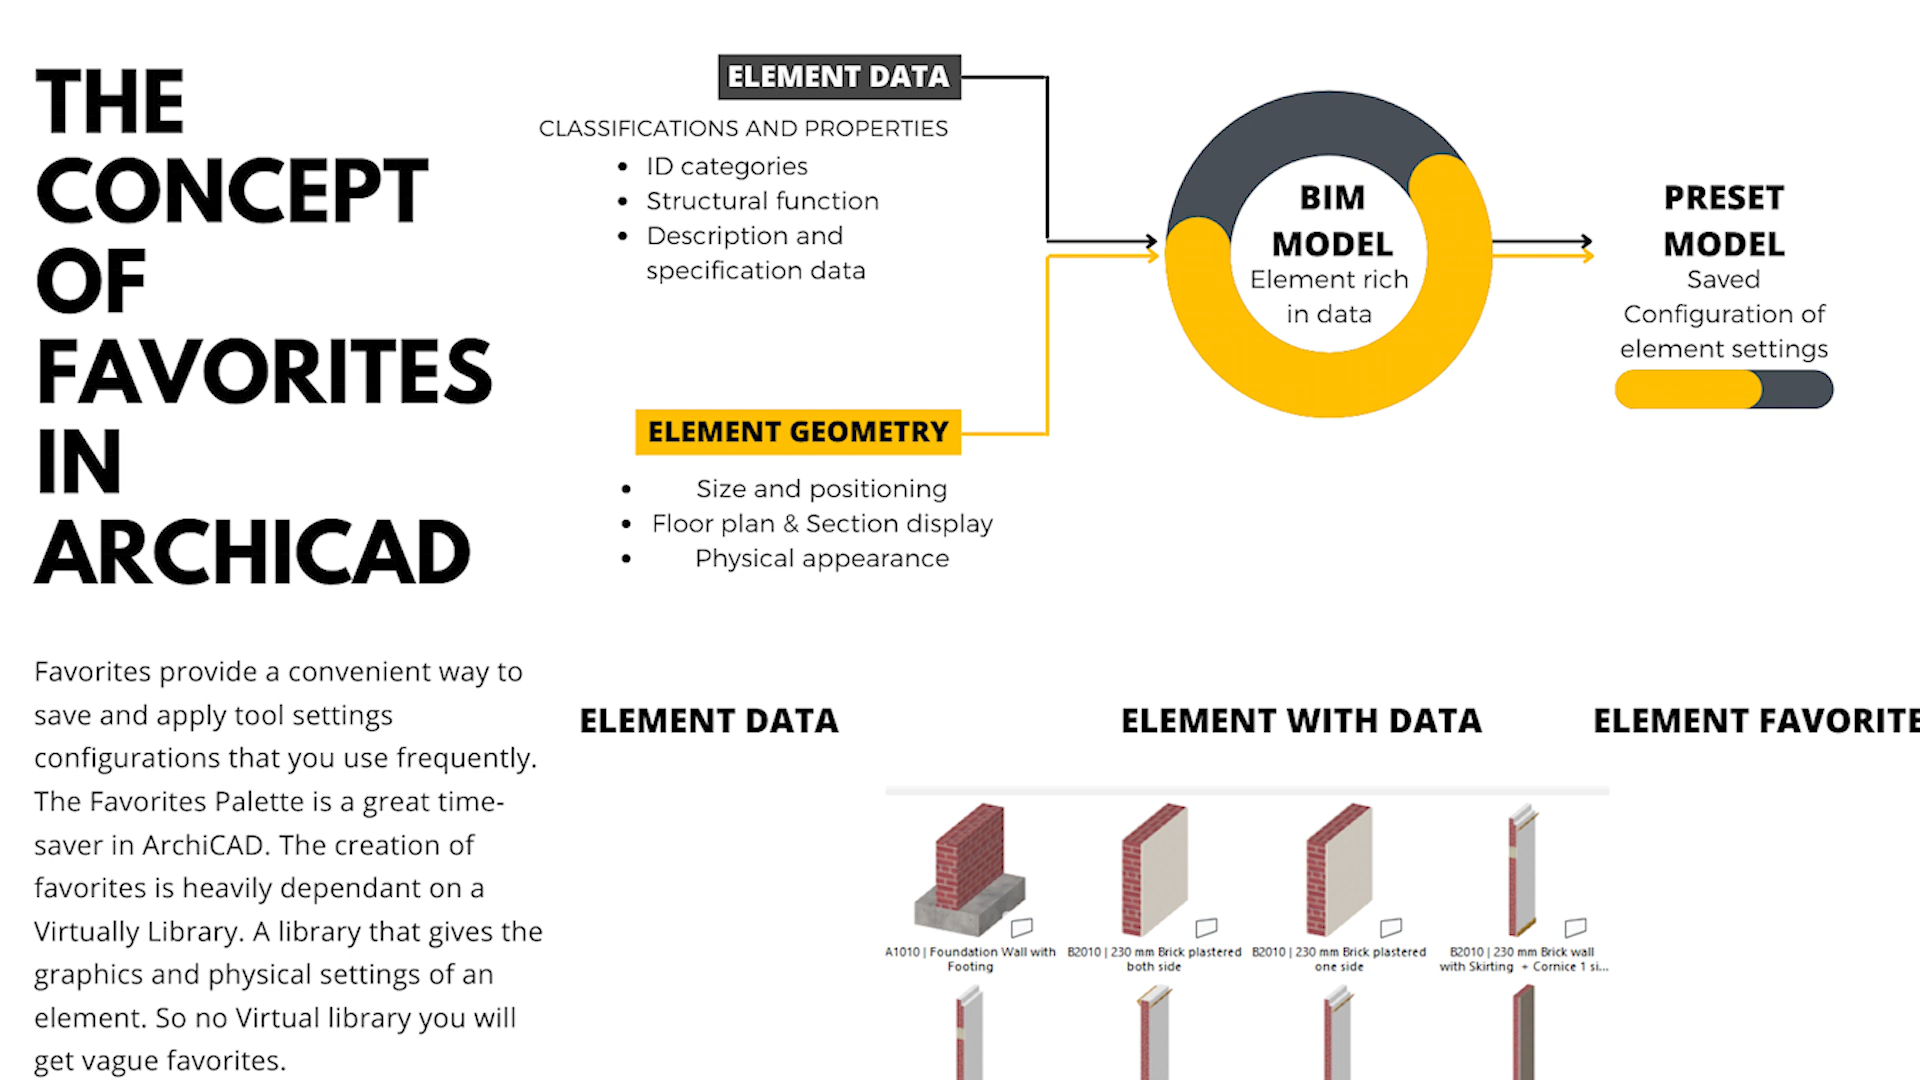 THE
CONCEPT
OF
FAVORITES
IN
ARCHICAD
Favorites provide a convenient way to
save and apply tool settings
configurations that you use frequently.
The Favorites Palette is a great time-
saver in ArchiCAD. The creation of
favorites is heavily dependant on a
Virtually Library. A library that gives the
graphics and physical settings of an
element. So no Virtual library you will
get vague favorites.
ELEMENT DATA
CLASSIFICATIONS AND PROPERTIES
• ID categories
• Structural function
• Description and
specification data
ELEMENT GEOMETRY
• Size and positioning
• Floor plan & Section display
• Physical appearance
BIM
MODEL
Element rich
in data
PRESET
MODEL
Saved
Configuration of
element settings
ELEMENT DATA
ELEMENT WITH DATA
ELEMENT FAVORITE
A1010 | Foundation Wall with
Footing
B2010 | 230 mm Brick plastered
both side
B2010 | 230 mm Brick plastered
one side
B2010 | 230 mm Brick wall
with Skirting + Cornice 1 si...